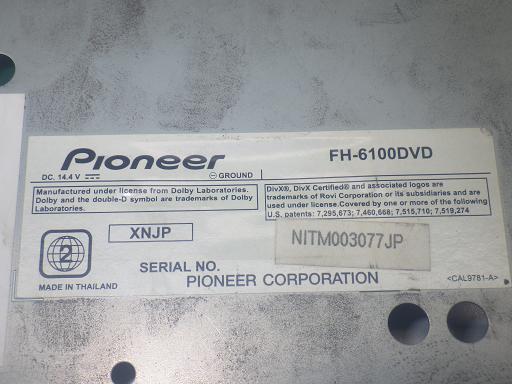 Pioneer
FH-6100DVD
DC. 14.4 V ⎓ ⊖ GROUND
Manufactured under license from Dolby Laboratories.
Dolby and the double-D symbol are trademarks of Dolby
Laboratories.
DivX®, DivX Certified® and associated logos are
trademarks of Rovi Corporation or its subsidiaries and are
used under license.Covered by one or more of the following
U.S. patents: 7,295,673; 7,460,668; 7,515,710; 7,519,274
XNJP
2
NITM003077JP
SERIAL NO.
PIONEER CORPORATION
MADE IN THAILAND
<CAL9781-A>